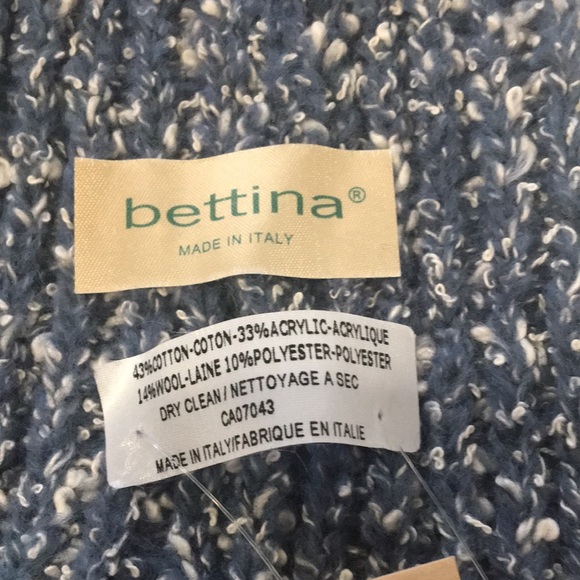 bettina®
MADE IN ITALY
43%COTTON-COTON-33%ACRYLIC-ACRYLIQUE
14%WOOL-LAINE 10%POLYESTER-POLYESTER
DRY CLEAN/NETTOYAGE A SEC
CA07043
MADE IN ITALY/FABRIQUE EN ITALIE